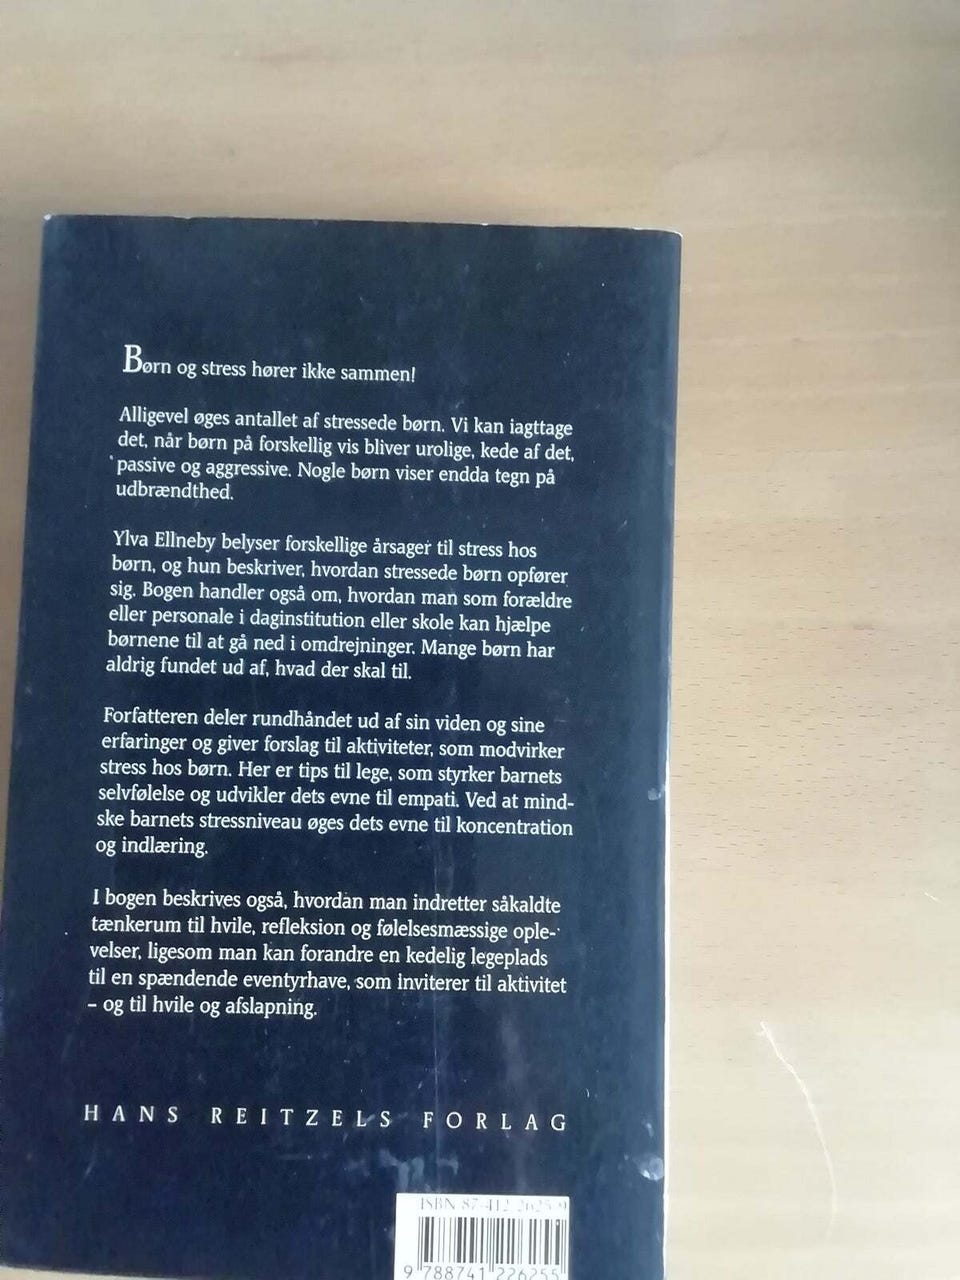 Børn og stress hører ikke sammen!
Alligevel øges antallet af stressede børn. Vi kan iagttage
det, når børn på forskellig vis bliver urolige, kede af det,
passive og aggressive. Nogle børn viser endda tegn på
udbrændthed.
Ylva Ellneby belyser forskellige årsager til stress hos
børn, og hun beskriver, hvordan stressede børn opfører
sig. Bogen handler også om, hvordan man som forældre
eller personale i daginstitution eller skole kan hjælpe
børnene til at gå ned i omdrejninger. Mange børn har
aldrig fundet ud af, hvad der skal til.
Forfatteren deler rundhåndet ud af sin viden og sine
erfaringer og giver forslag til aktiviteter, som modvirker
stress hos børn. Her er tips til lege, som styrker barnets
selvfølelse og udvikler dets evne til empati. Ved at mind-
ske barnets stressniveau øges dets evne til koncentration
og indlæring.
I bogen beskrives også, hvordan man indretter såkaldte
tænkerum til hvile, refleksion og følelsesmæssige ople-
velser, ligesom man kan forandre en kedelig legeplads
til en spændende eventyrhave, som inviterer til aktivitet
– og til hvile og afslapning.
HANS REITZELS FORLAG
ISBN 87-412-2625-9
9 788741 226255